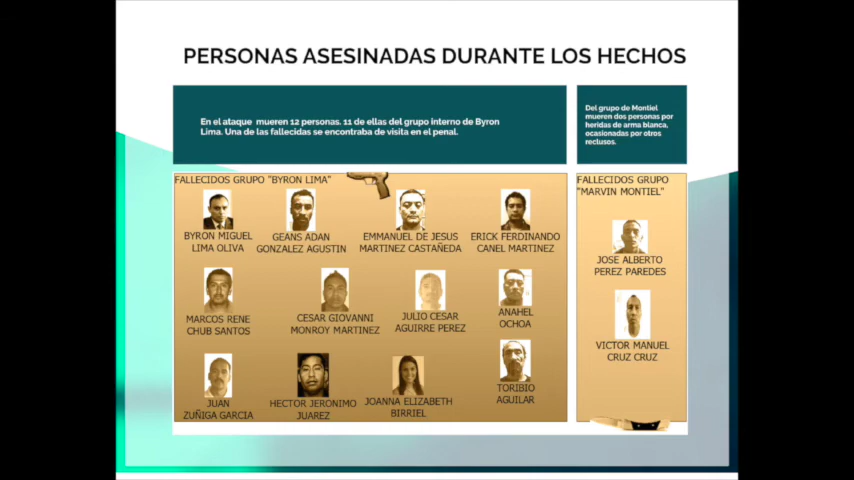 PERSONAS ASESINADAS DURANTE LOS HECHOS
En el ataque mueren 12 personas. 11 de ellas del grupo interno de Byron
Lima. Una de las fallecidas se encontraba de visita en el penal.
Del grupo de Montiel
mueren dos personas por
heridas de arma blanca,
ocasionadas por otros
reclusos.
FALLECIDOS GRUPO "BYRON LIMA"
BYRON MIGUEL
LIMA OLIVA
GEANS ADAN
GONZALEZ AGUSTIN
EMMANUEL DE JESUS
MARTINEZ CASTAÑEDA
ERICK FERDINANDO
CANEL MARTINEZ
MARCOS RENE
CHUB SANTOS
CESAR GIOVANNI
MONROY MARTINEZ
JULIO CESAR
AGUIRRE PEREZ
ANAHEL
OCHOA
JUAN
ZUÑIGA GARCIA
HECTOR JERONIMO
JUAREZ
JOANNA ELIZABETH
BIRRIEL
TORIBIO
AGUILAR
FALLECIDOS GRUPO
"MARVIN MONTIEL"
JOSE ALBERTO
PEREZ PAREDES
VICTOR MANUEL
CRUZ CRUZ